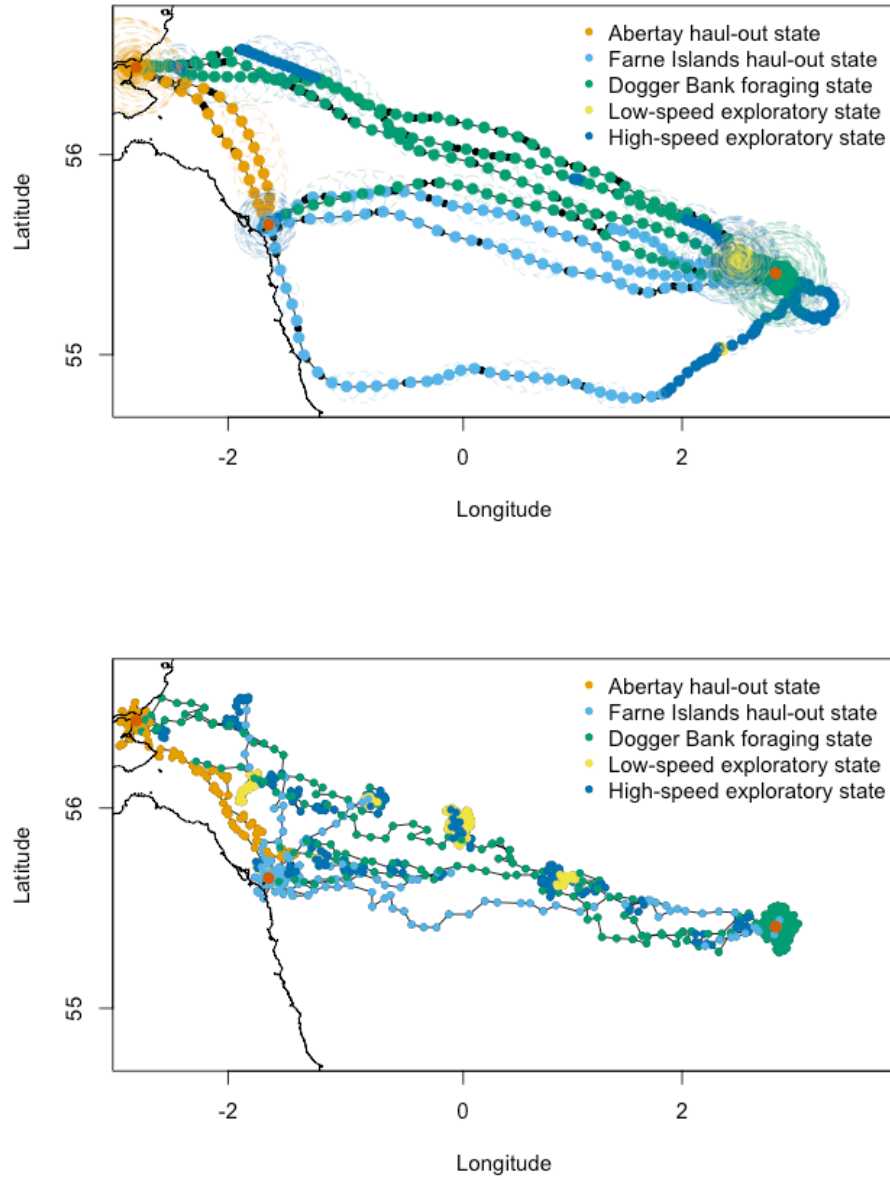 Abertay haul-out state
Farne Islands haul-out state
Dogger Bank foraging state
Low-speed exploratory state
High-speed exploratory state
56
55
Latitude
-2 0 2
Longitude
Abertay haul-out state
Farne Islands haul-out state
Dogger Bank foraging state
Low-speed exploratory state
High-speed exploratory state
56
55
Latitude
-2 0 2
Longitude